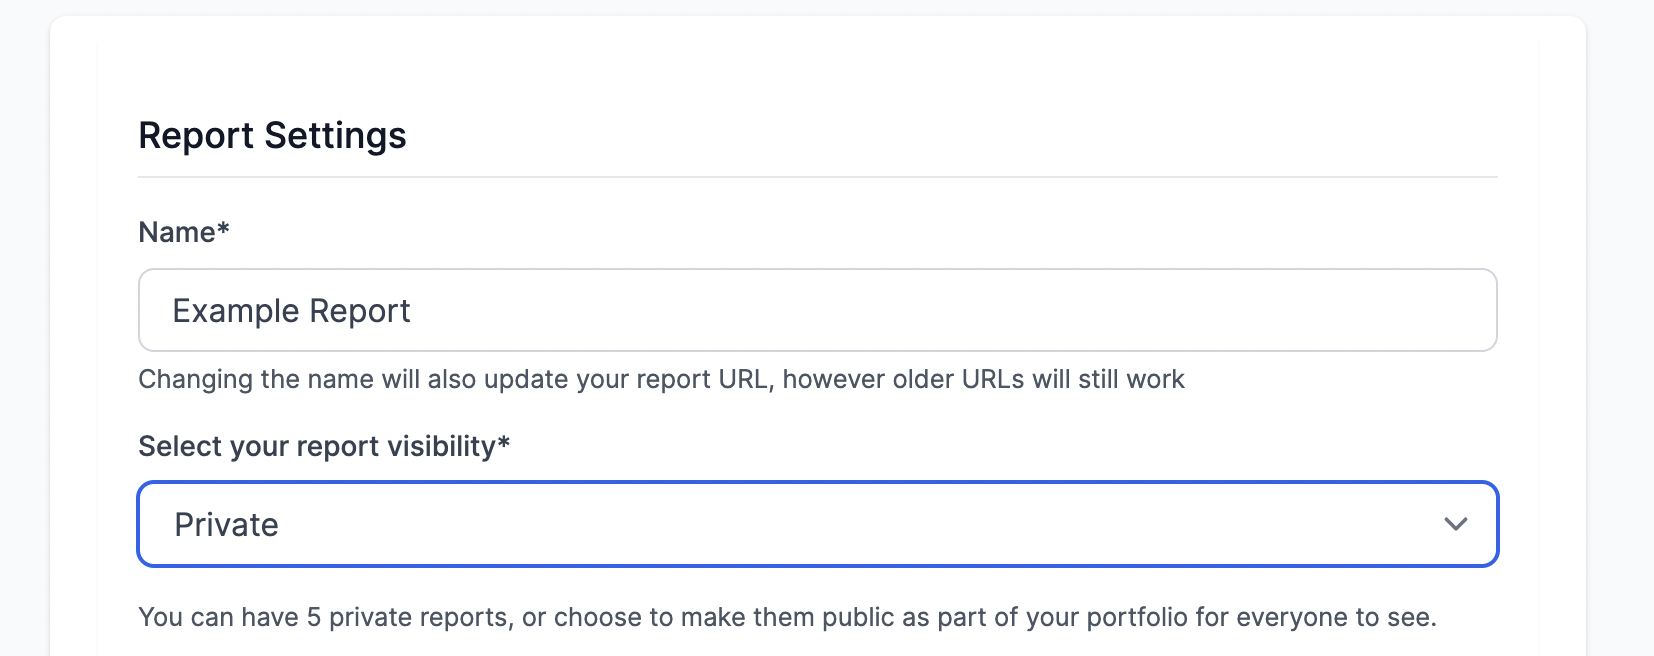 Report Settings
Name*
Example Report
Changing the name will also update your report URL, however older URLs will still work
Select your report visibility*
Private
You can have 5 private reports, or choose to make them public as part of your portfolio for everyone to see.